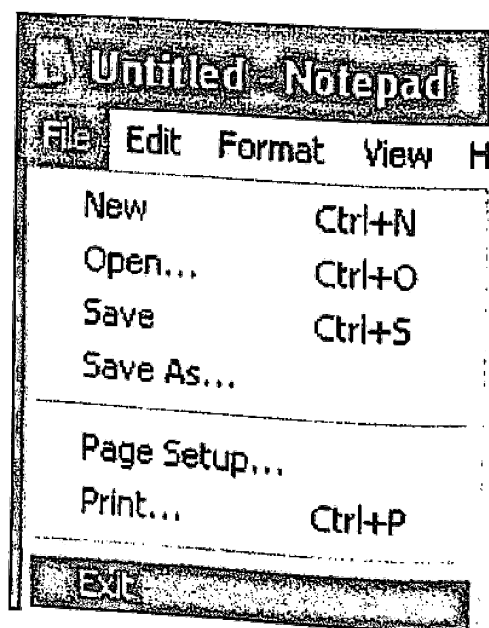 Untitled - Notepad
File Edit Format View H
New Ctrl+N
Open... Ctrl+O
Save Ctrl+S
Save As...
Page Setup...
Print... Ctrl+P
Exit